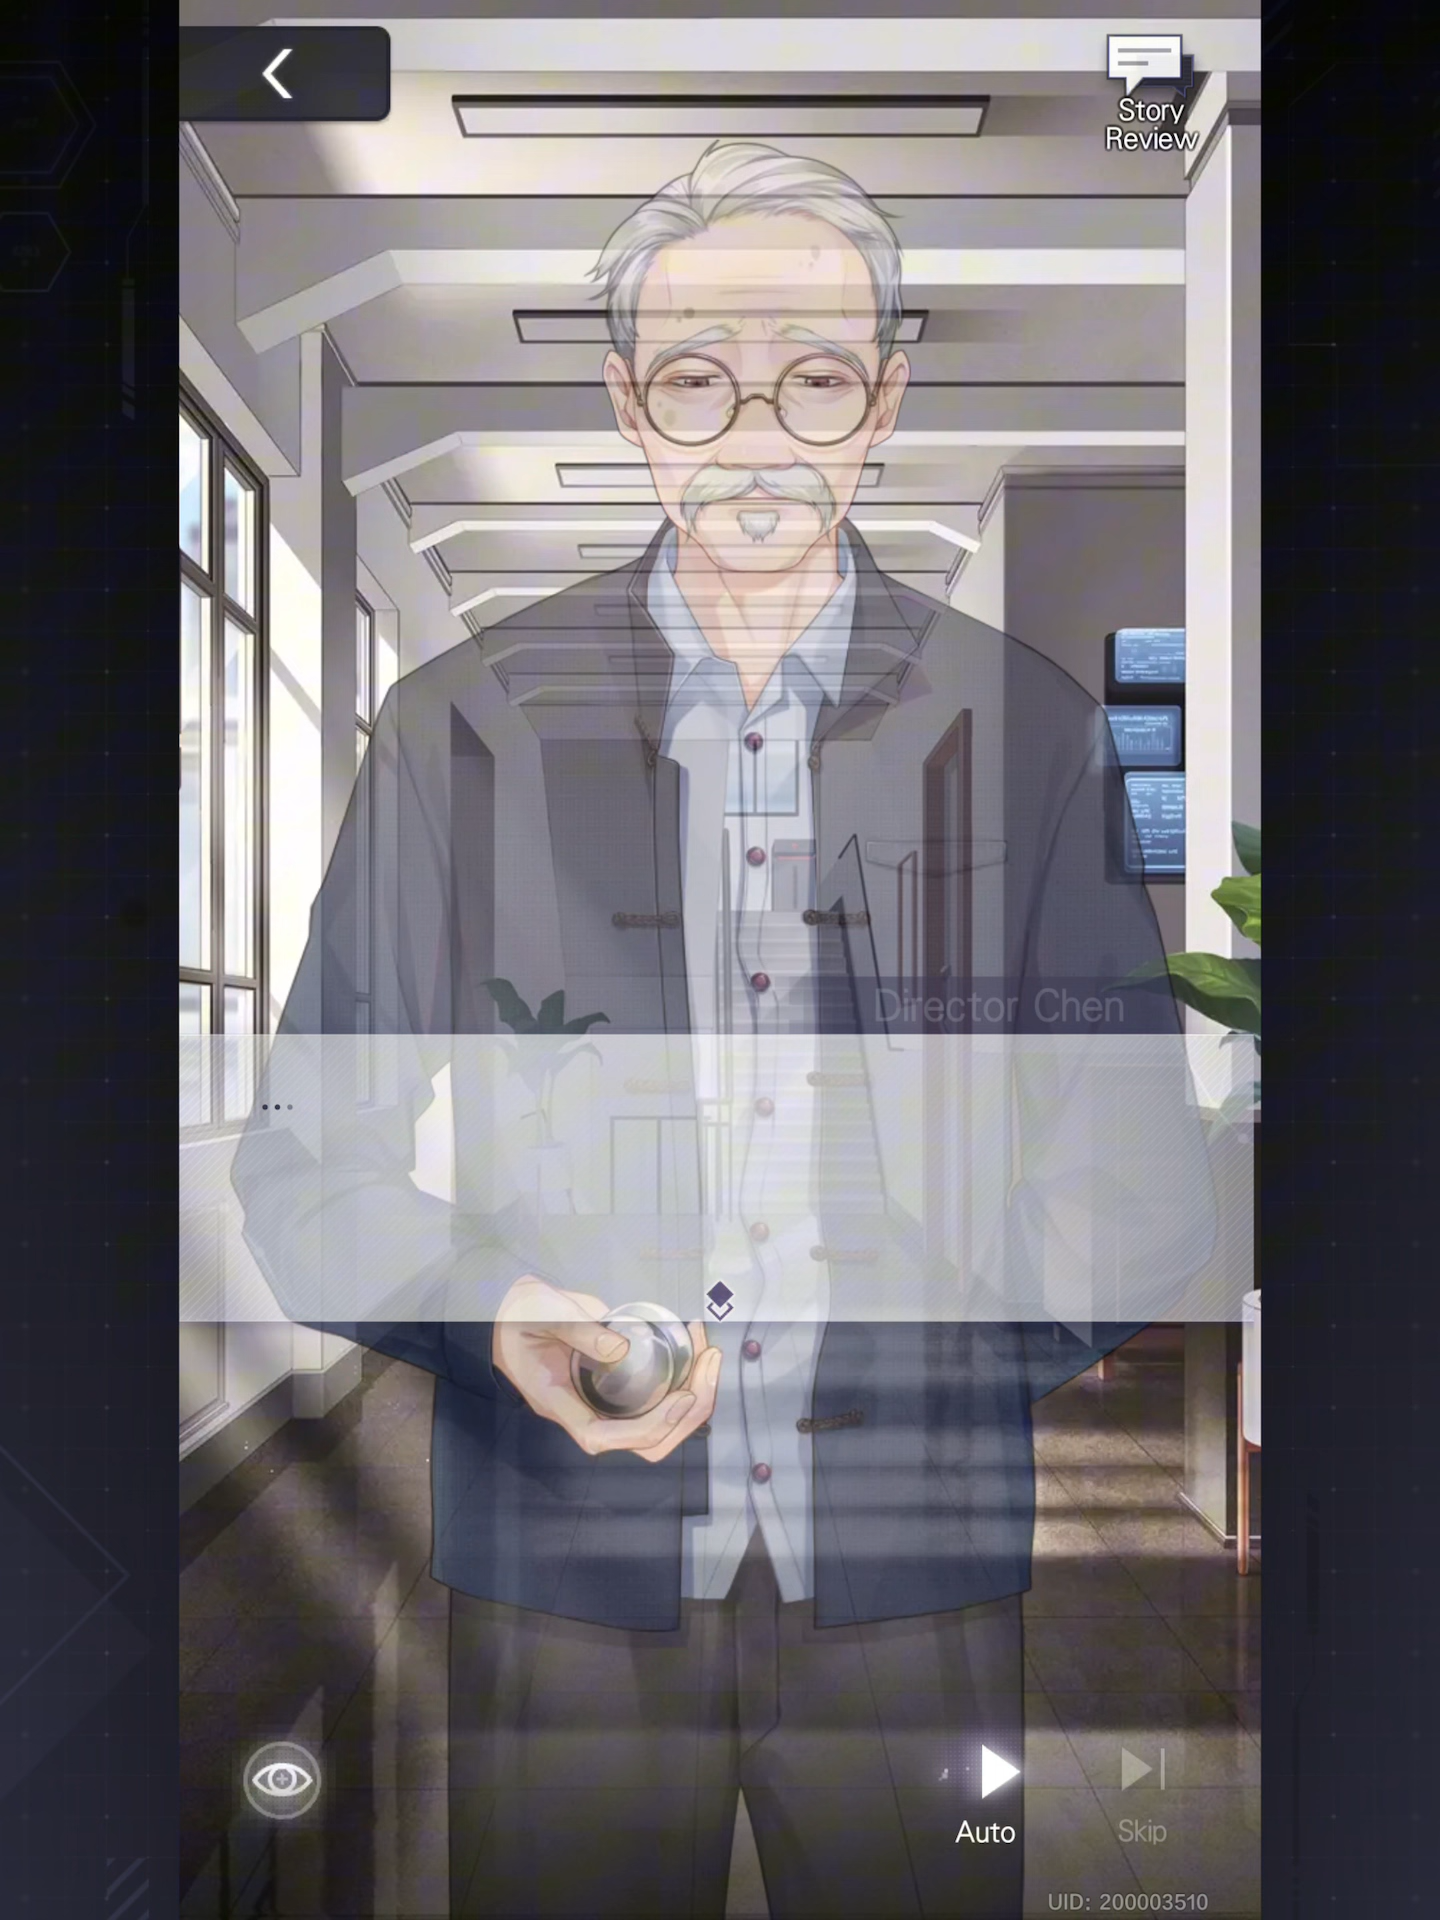 Story
Review
Director Chen
...
Auto
Skip
UID: 200003510